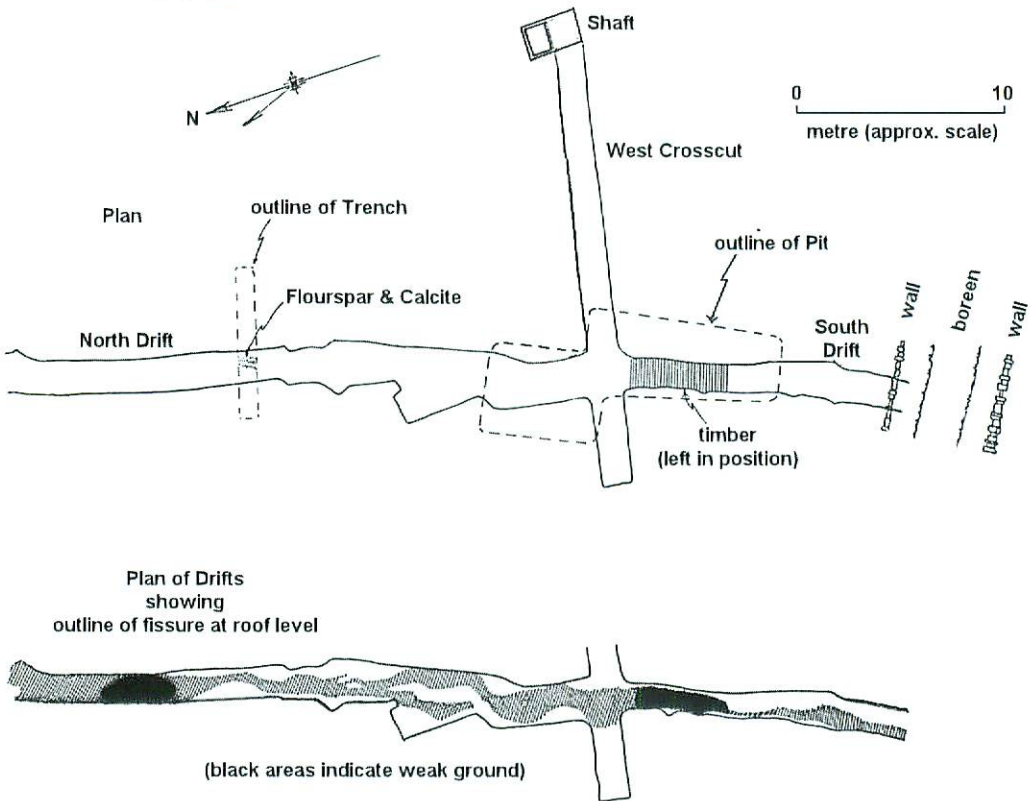 Shaft
N
0 10
metre (approx. scale)
West Crosscut
Plan
outline of Trench
outline of Pit
Flourspar & Calcite
wall
boreen
wall
North Drift
South
Drift
timber
(left in position)
Plan of Drifts
showing
outline of fissure at roof level
(black areas indicate weak ground)